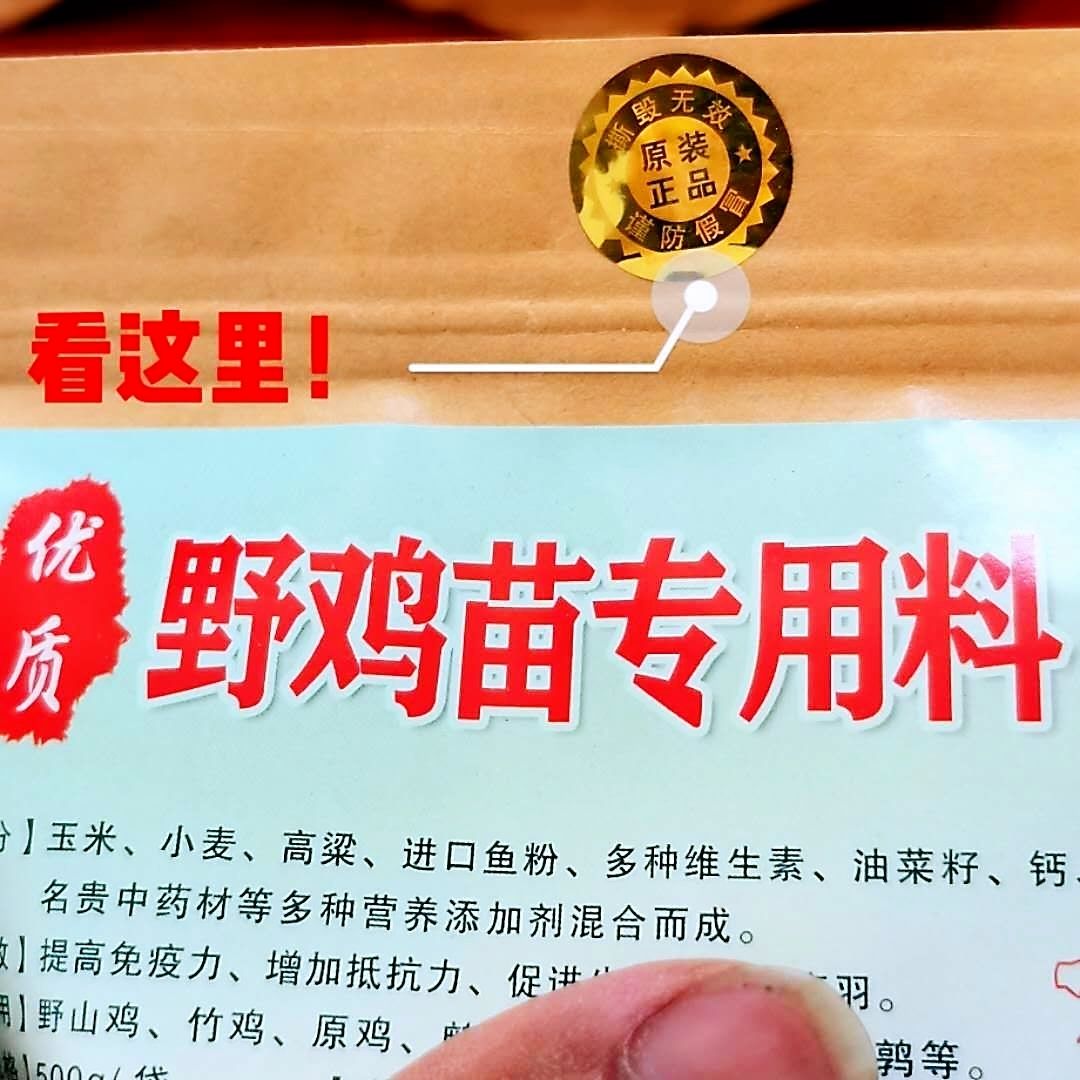 撕毁无效
原装
正品
谨防假冒
看这里！
优质
野鸡苗专用料
】玉米、小麦、高粱、进口鱼粉、多种维生素、油菜籽、钙、
名贵中药材等多种营养添加剂混合而成。
】提高免疫力、增加抵抗力、促进 羽。
】野山鸡、竹鸡、原鸡、 鹑等。
】500g/袋